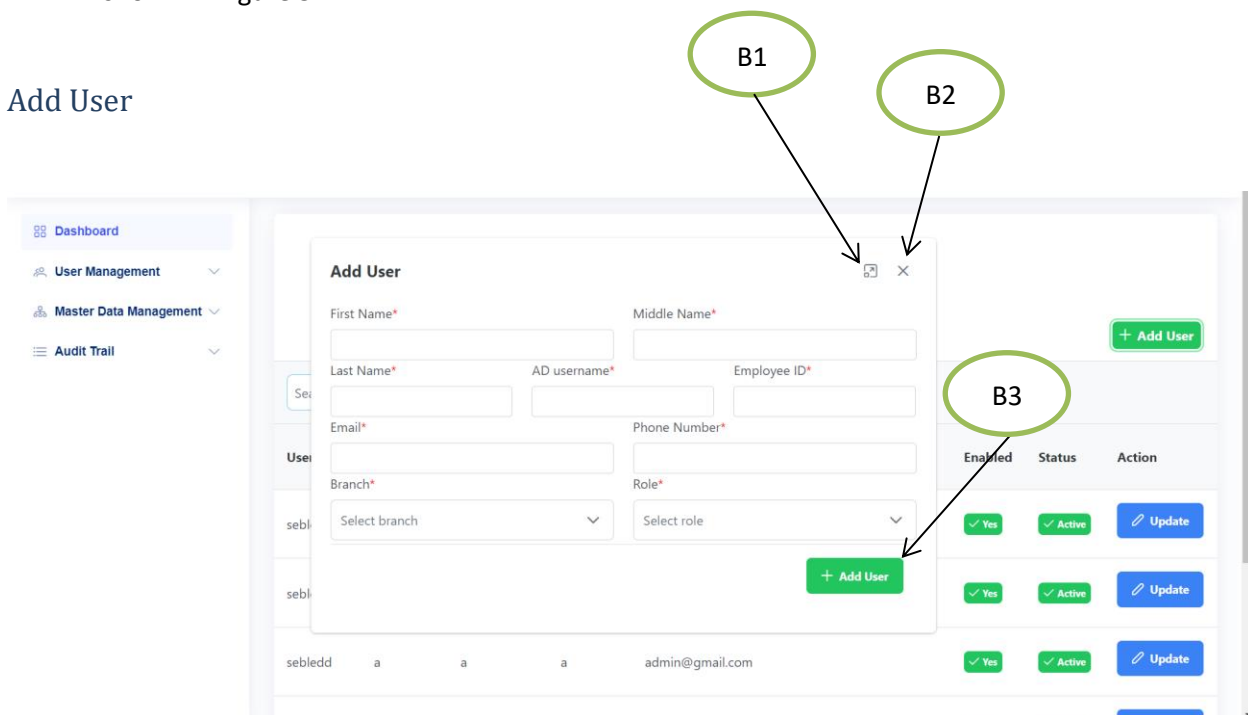 B1
B2
Add User
Dashboard
User Management
Master Data Management
Audit Trail
Add User
First Name*
Middle Name*
+ Add User
Last Name*
AD username*
Employee ID*
B3
Email*
Phone Number*
Enabled Status Action
Branch*
Role*
Select branch
Select role
Yes Active Update
+ Add User
Yes Active Update
sebledd a a a admin@gmail.com Yes Active Update